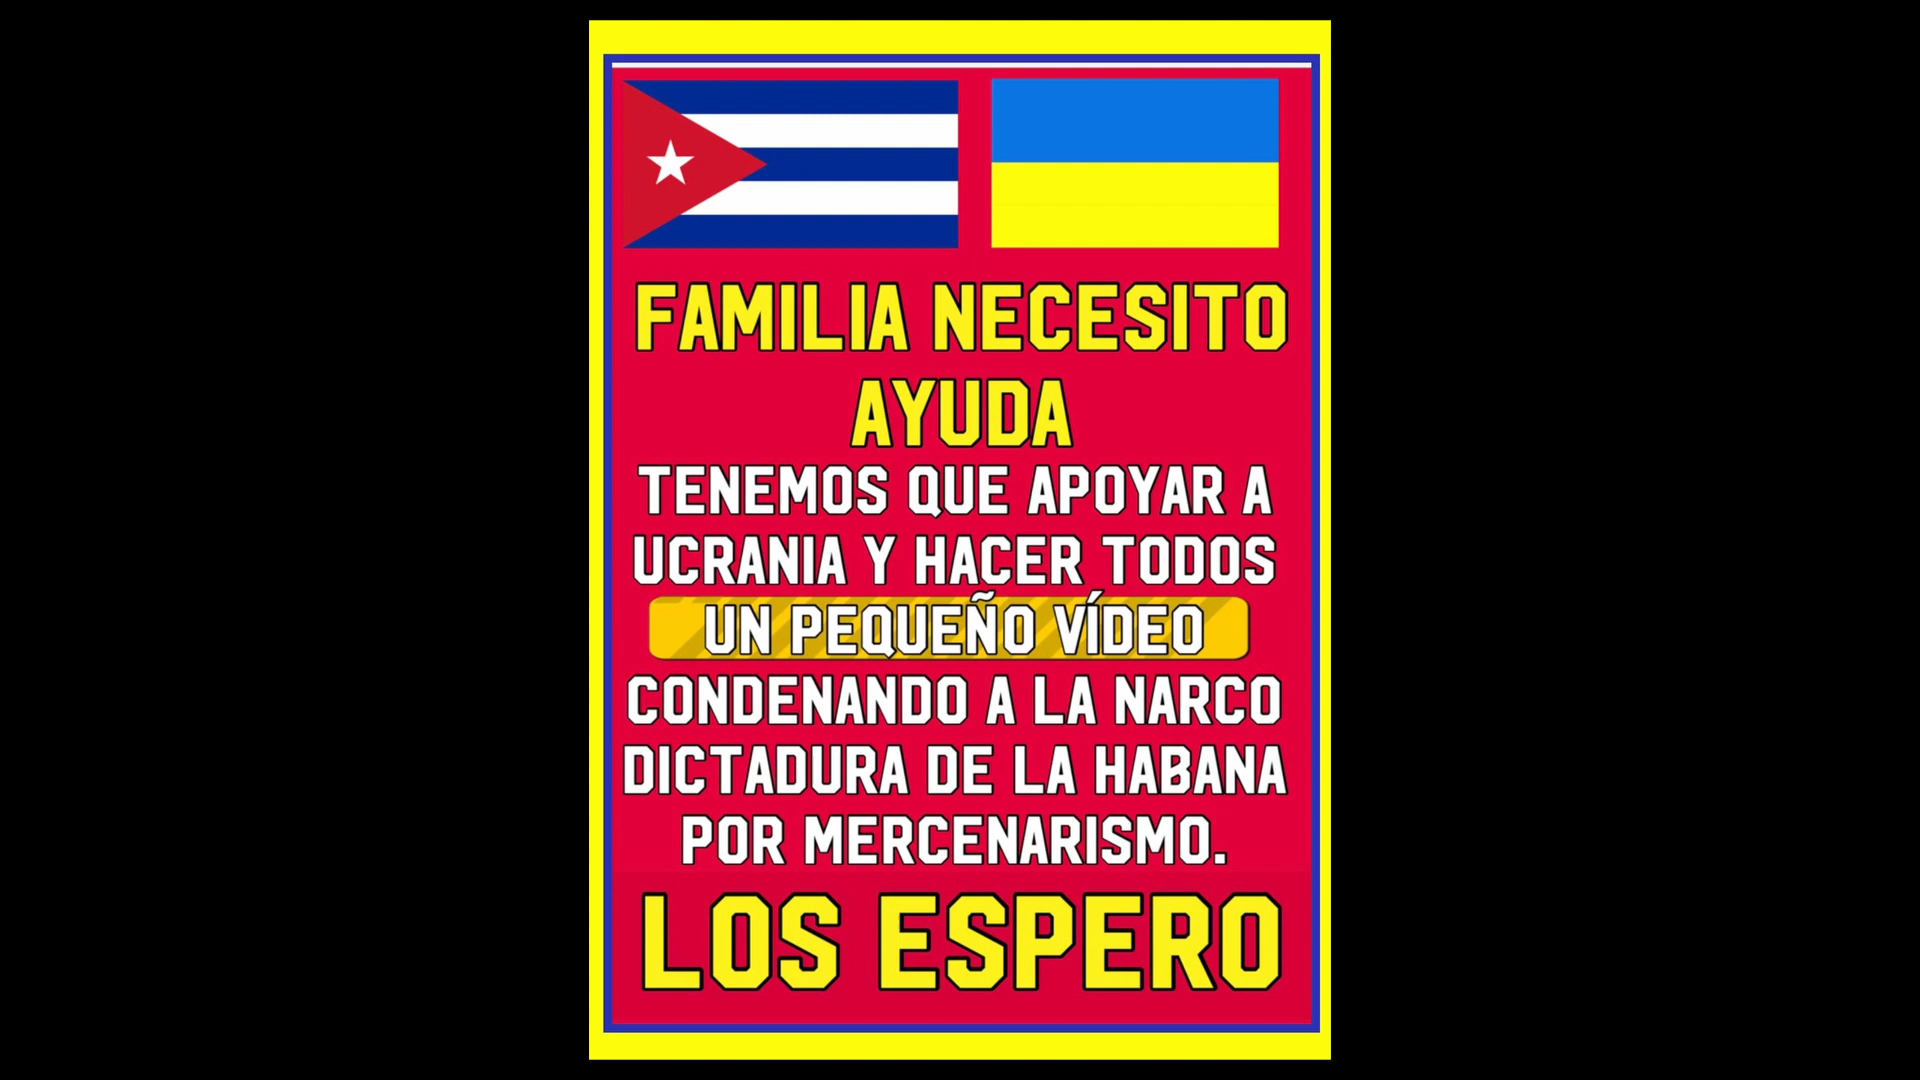 FAMILIA NECESITO
AYUDA
TENEMOS QUE APOYAR A
UCRANIA Y HACER TODOS
UN PEQUEÑO VÍDEO
CONDENANDO A LA NARCO
DICTADURA DE LA HABANA
POR MERCENARISMO.
LOS ESPERO